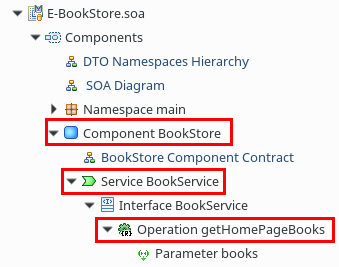 E-BookStore.soa
Components
DTO Namespaces Hierarchy
SOA Diagram
Namespace main
Component BookStore
BookStore Component Contract
Service BookService
Interface BookService
Operation getHomePageBooks
Parameter books